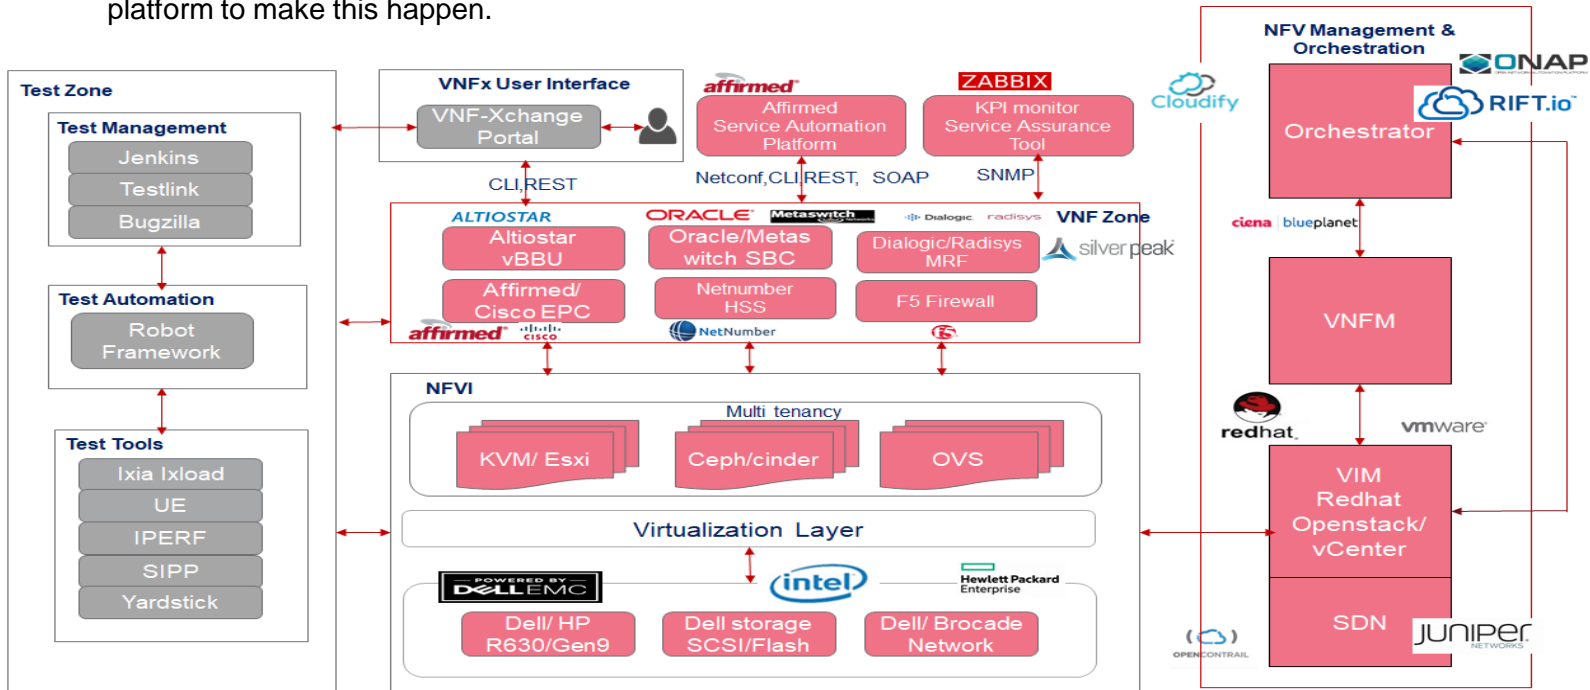 platform to make this happen.
Test Zone
Test Management
Jenkins
Testlink
Bugzilla
Test Automation
Robot
Framework
Test Tools
Ixia Ixload
UE
IPERF
SIPP
Yardstick
VNFx User Interface
VNF-Xchange
Portal
CLI,REST
affirmed
Affirmed
Service Automation
Platform
Netconf,CLI,REST, SOAP
ZABBIX
KPI monitor
Service Assurance
Tool
SNMP
ALTIOSTAR
ORACLE
Metaswitch
Dialogic
radisys
VNF Zone
Altiostar
vBBU
Oracle/Metas
witch SBC
Dialogic/Radisys
MRF
silver peak
Affirmed/
Cisco EPC
Netnumber
HSS
F5 Firewall
affirmed
CISCO
NetNumber
NFVI
Multi tenancy
KVM/ Esxi
Ceph/cinder
OVS
Virtualization Layer
POWERED BY
DELLEMC
intel
Hewlett Packard
Enterprise
Dell/ HP
R630/Gen9
Dell storage
SCSI/Flash
Dell/ Brocade
Network
NFV Management &
Orchestration
Cloudify
ONAP
RIFT.io
Orchestrator
ciena blueplanet
VNFM
redhat
vmware
VIM
Redhat
Openstack/
vCenter
SDN
OPENCONTRAIL
JUNIPER
NETWORKS